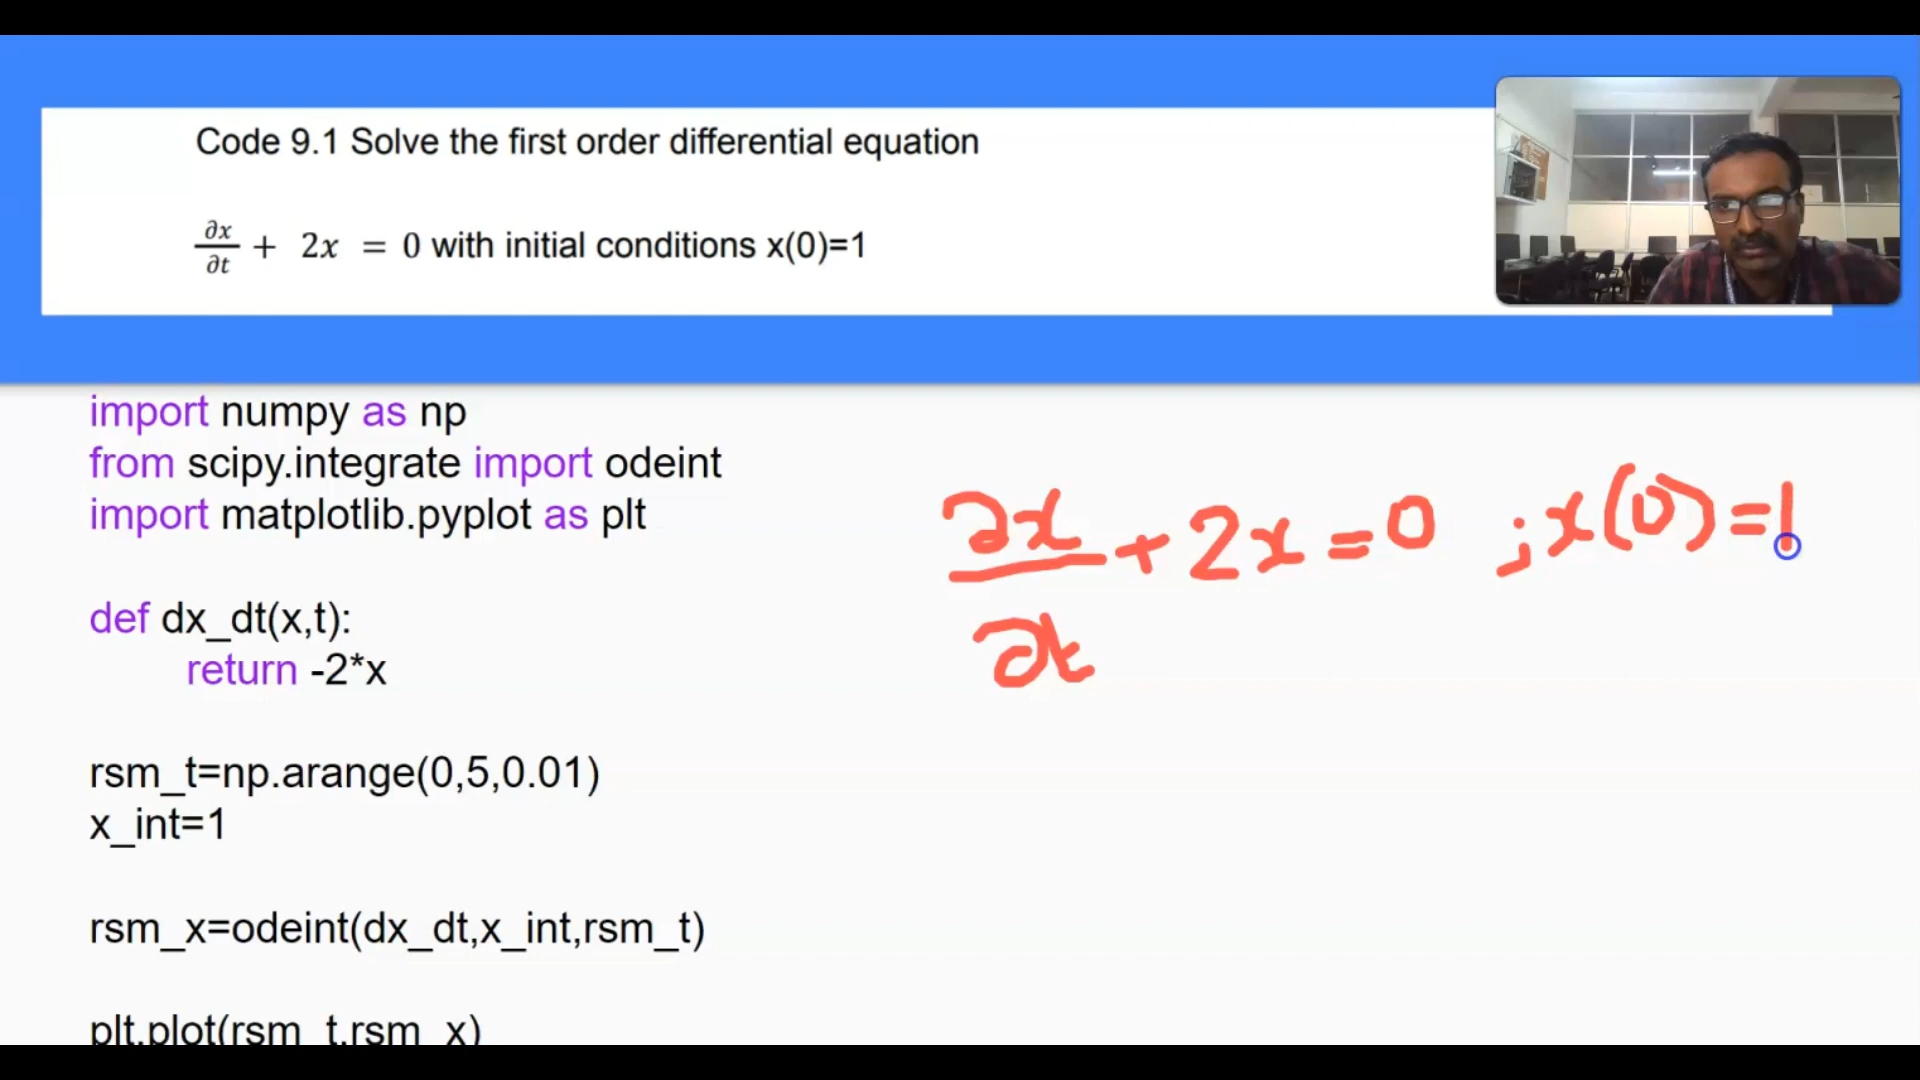 Code 9.1 Solve the first order differential equation
∂x/∂t + 2x = 0 with initial conditions x(0)=1
import numpy as np
from scipy.integrate import odeint
import matplotlib.pyplot as plt
def dx_dt(x,t):
return -2*x
rsm_t=np.arange(0,5,0.01)
x_int=1
rsm_x=odeint(dx_dt,x_int,rsm_t)
plt.plot(rsm_t,rsm_x)
∂x/∂t + 2x = 0 ; x(0) = 1